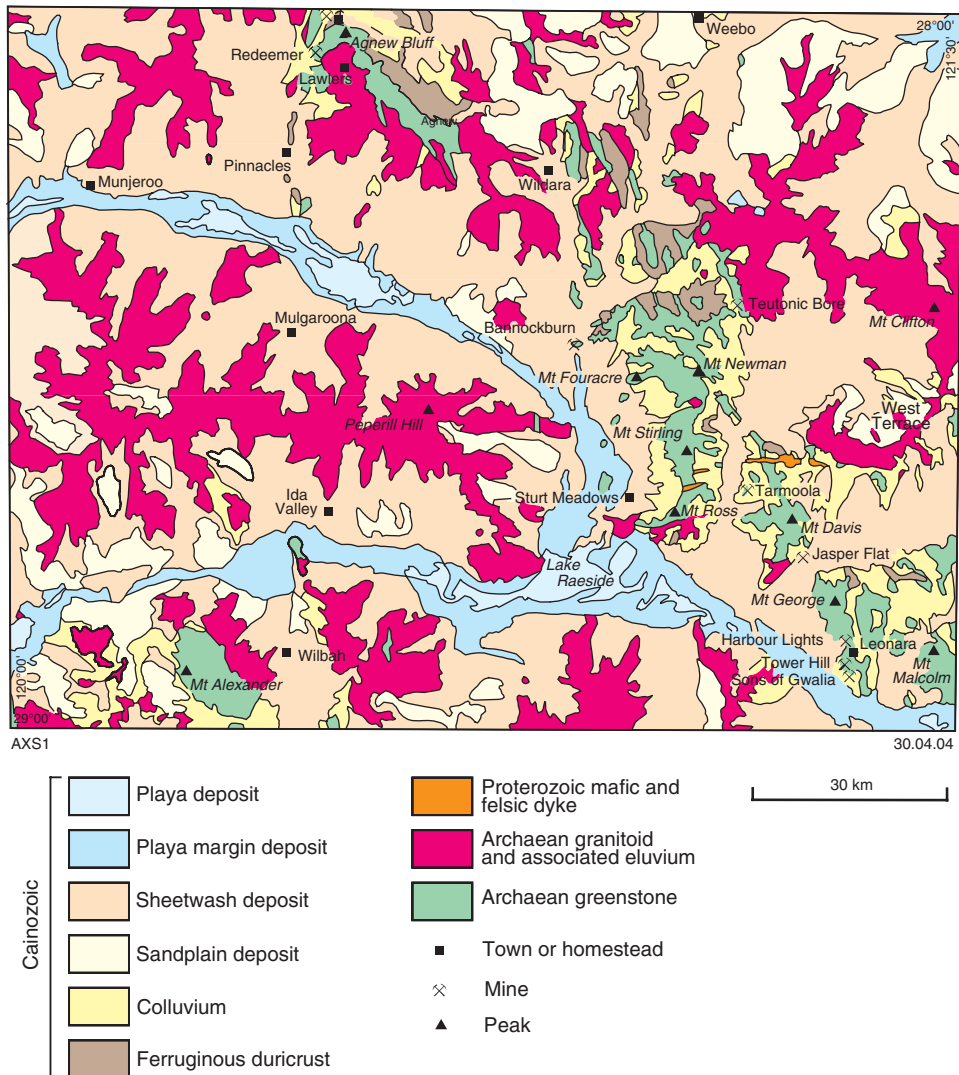 28°00'
121°30'
Weebo
Agnew Bluff
Redeemer
Lawlers
Agnew
Pinnacles
Wildara
Munjeroo
Teutonic Bore
Mt Clifton
Mulgaroona
Bannockburn
Mt Newman
Mt Fouracre
Peperill Hill
West
Terrace
Mt Stirling
Ida
Valley
Sturt Meadows
Tarmoola
Mt Ross
Mt Davis
Jasper Flat
Lake
Raeside
Mt George
Harbour Lights
Leonara
Wilbah
Tower Hill
Mt
Malcolm
Sons of Gwalia
Mt Alexander
120°00'
29°00'
AXS1
30.04.04
Cainozoic
Playa deposit
Playa margin deposit
Sheetwash deposit
Sandplain deposit
Colluvium
Ferruginous duricrust
Proterozoic mafic and
felsic dyke
Archaean granitoid
and associated eluvium
Archaean greenstone
Town or homestead
Mine
Peak
30 km